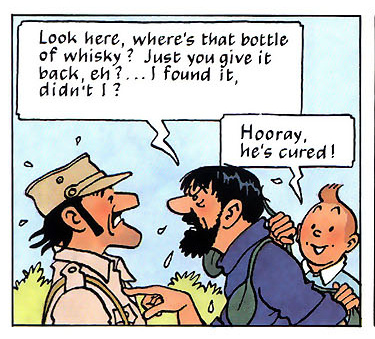 Look here, where's that bottle
of whisky? Just you give it
back, eh?... I found it,
didn't I?
Hooray,
he's cured!